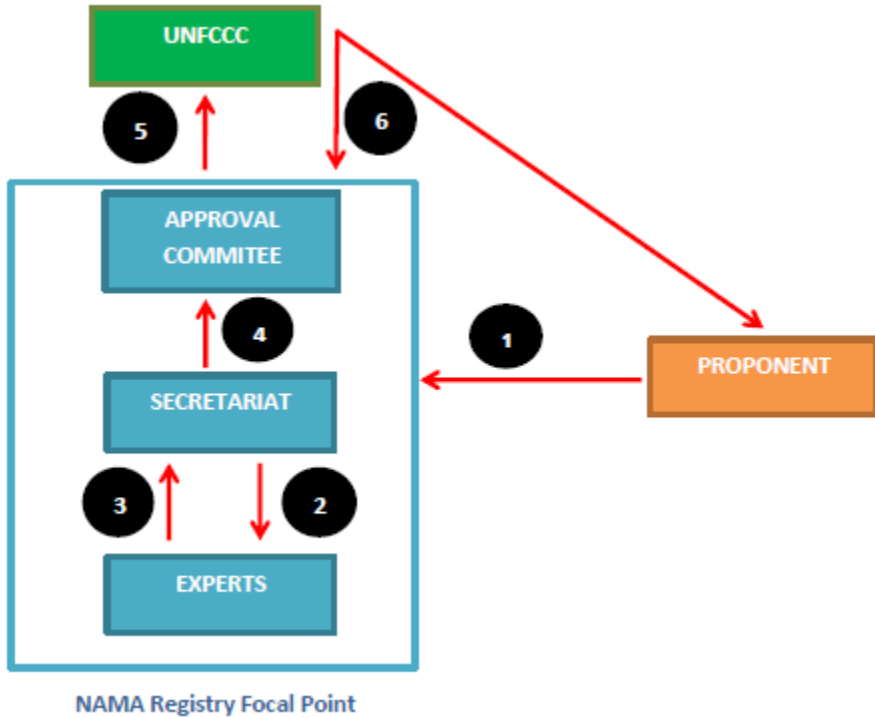 UNFCCC
5
6
APPROVAL
COMMITEE
4
1
PROPONENT
SECRETARIAT
3
2
EXPERTS
NAMA Registry Focal Point